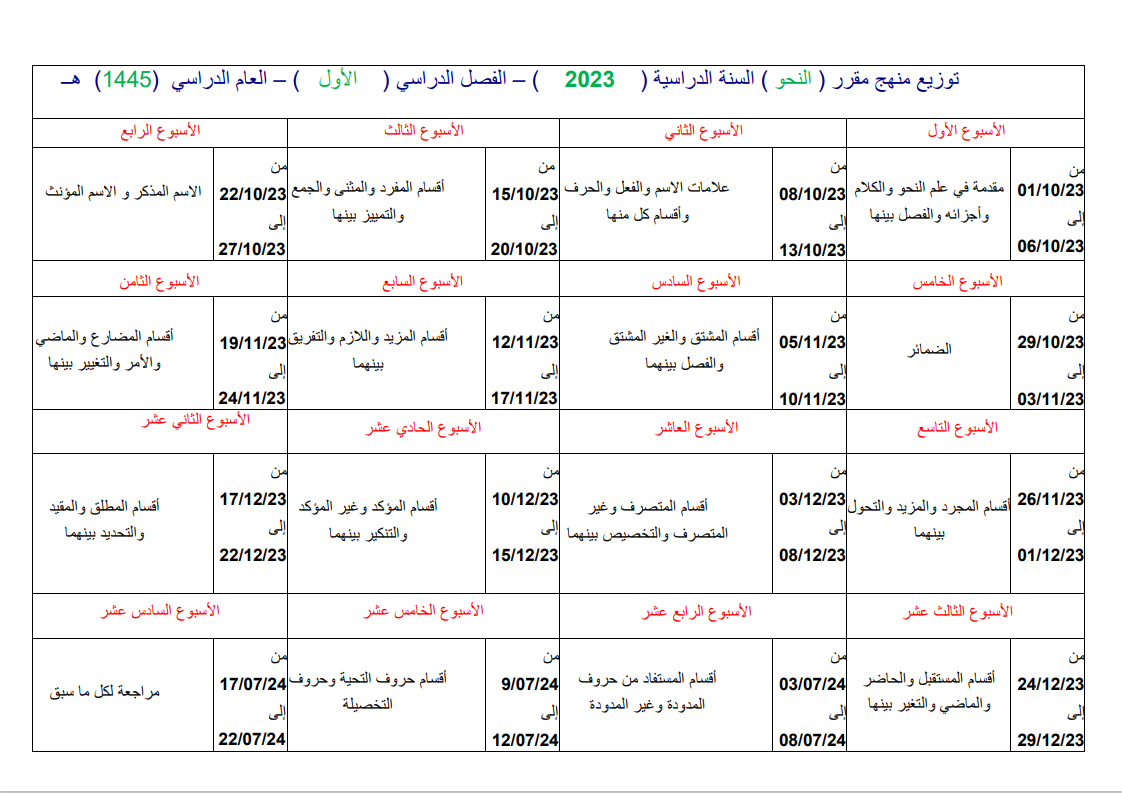 توزيع منهج مقرر ( النحو ) السنة الدراسية ( 2023 ) – الفصل الدراسي ( الأول ) – العام الدراسي (1445) هـ
الأسبوع الأول
الأسبوع الثاني
الأسبوع الثالث
الأسبوع الرابع
من
01/10/23
إلى
06/10/23
مقدمة في علم النحو والكلام
وأجزائه والفصل بينها
من
08/10/23
إلى
13/10/23
علامات الاسم والفعل والحرف
وأقسام كل منها
من
15/10/23
إلى
20/10/23
أقسام المفرد والمثنى والجمع
والتمييز بينها
من
22/10/23
إلى
27/10/23
الاسم المذكر و الاسم المؤنث
الأسبوع الخامس
الأسبوع السادس
الأسبوع السابع
الأسبوع الثامن
من
29/10/23
إلى
03/11/23
الضمائر
من
05/11/23
إلى
10/11/23
أقسام المشتق والغير المشتق
والفصل بينهما
من
12/11/23
إلى
17/11/23
أقسام المزيد واللازم والتفريق
بينهما
من
19/11/23
إلى
24/11/23
أقسام المضارع والماضي
والأمر والتغيير بينها
الأسبوع التاسع
الأسبوع العاشر
الأسبوع الحادي عشر
الأسبوع الثاني عشر
من
26/11/23
إلى
01/12/23
أقسام المجرد والمزيد والتحول
بينهما
من
03/12/23
إلى
08/12/23
أقسام المتصرف وغير
المتصرف والتخصيص بينهما
من
10/12/23
إلى
15/12/23
أقسام المؤكد وغير المؤكد
والتنكير بينهما
من
17/12/23
إلى
22/12/23
أقسام المطلق والمقيد
والتحديد بينهما
الأسبوع الثالث عشر
الأسبوع الرابع عشر
الأسبوع الخامس عشر
الأسبوع السادس عشر
من
24/12/23
إلى
29/12/23
أقسام المستقبل والحاضر
والماضي والتغير بينها
من
03/07/24
إلى
08/07/24
أقسام المستفاد من حروف
المدودة وغير المدودة
من
9/07/24
إلى
12/07/24
أقسام حروف التحية وحروف
التخصيلة
من
17/07/24
إلى
22/07/24
مراجعة لكل ما سبق